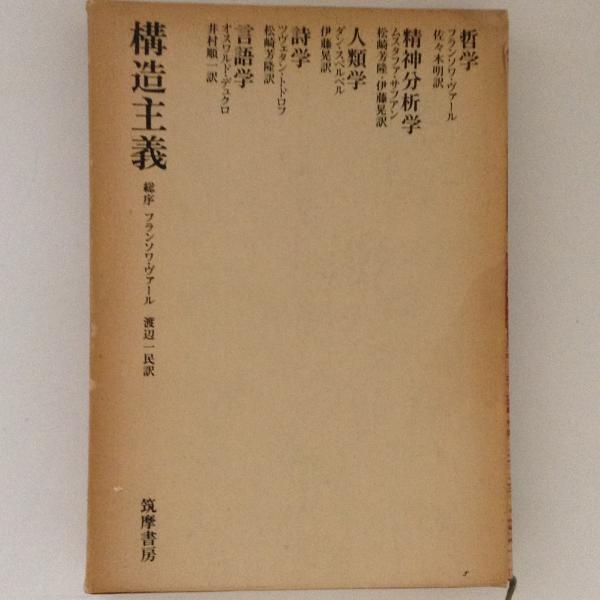 哲学
フランソワ・ヴァール
佐々木明訳
精神分析学
ムスタファ・サフアン
松崎芳隆・伊藤晃訳
人類学
ダン・スペルベル
伊藤晃訳
詩学
ツヴェタン・トドロフ
松崎芳隆訳
言語学
オスワルド・デュクロ
井村順一訳
構造主義
総序 フランソワ・ヴァール 渡辺一民訳
筑摩書房